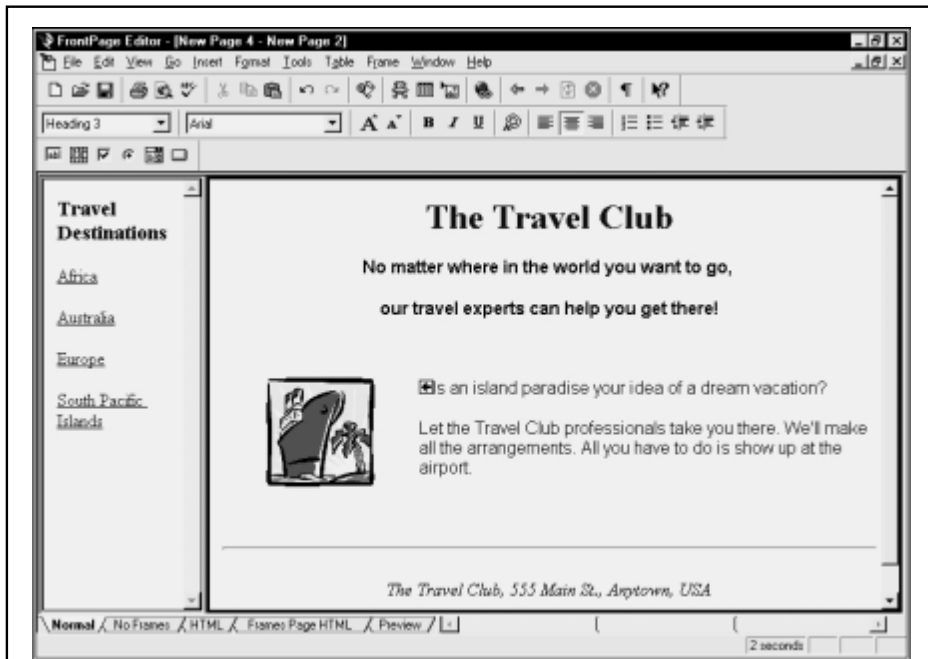 FrontPage Editor - [New Page 4 - New Page 2]
File Edit View Go Insert Format Tools Table Frame Window Help
Heading 3 Arial
Travel
Destinations
Africa
Australia
Europe
South Pacific
Islands
The Travel Club
No matter where in the world you want to go,
our travel experts can help you get there!
Is an island paradise your idea of a dream vacation?
Let the Travel Club professionals take you there. We'll make
all the arrangements. All you have to do is show up at the
airport.
The Travel Club, 555 Main St., Anytown, USA
Normal No Frames HTML Frames Page HTML Preview
2 seconds